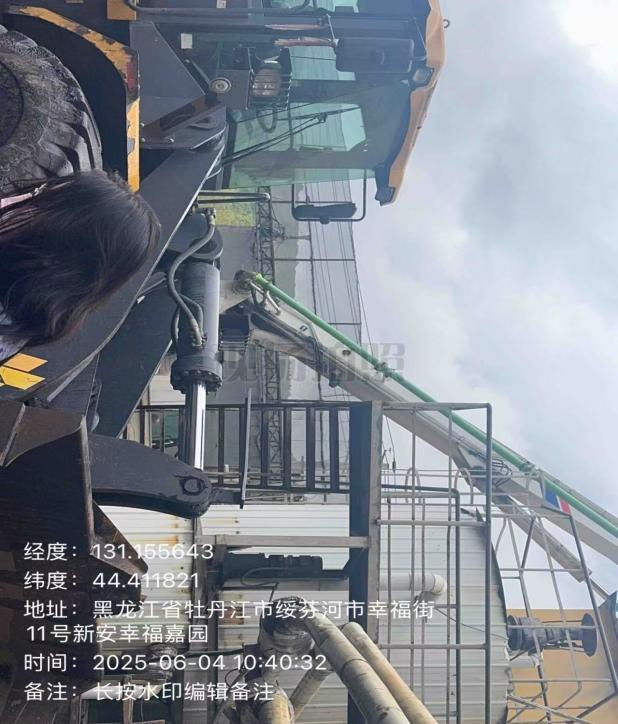 经度：131.155643
纬度：44.411821
地址：黑龙江省牡丹江市绥芬河市幸福街
11号新安幸福嘉园
时间：2025-06-04 10:40:32
备注：长按水印编辑备注